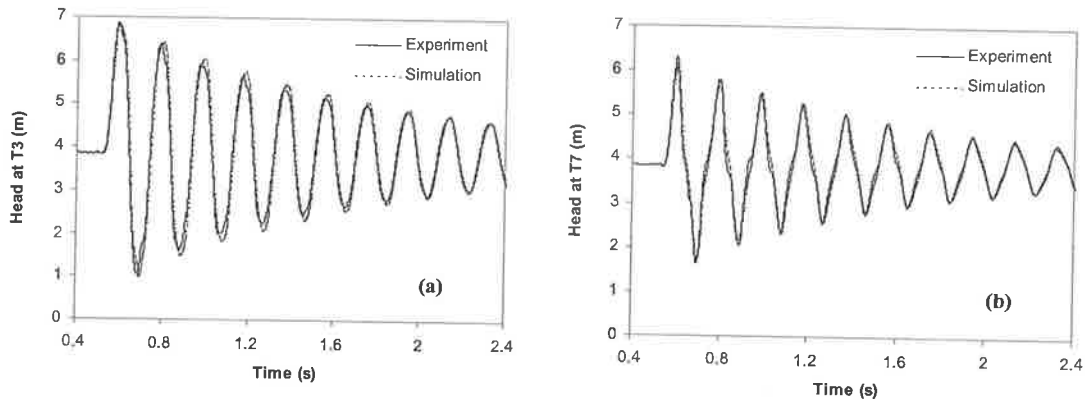 7
6
5
4
3
2
1
0
Head at T3 (m)
Experiment
Simulation
(a)
0.4
0.8
1.2
1.6
2
2.4
Time (s)
7
6
5
4
3
2
1
0
Head at T7 (m)
Experiment
Simulation
(b)
0.4
0.8
1.2
1.6
2
2.4
Time (s)